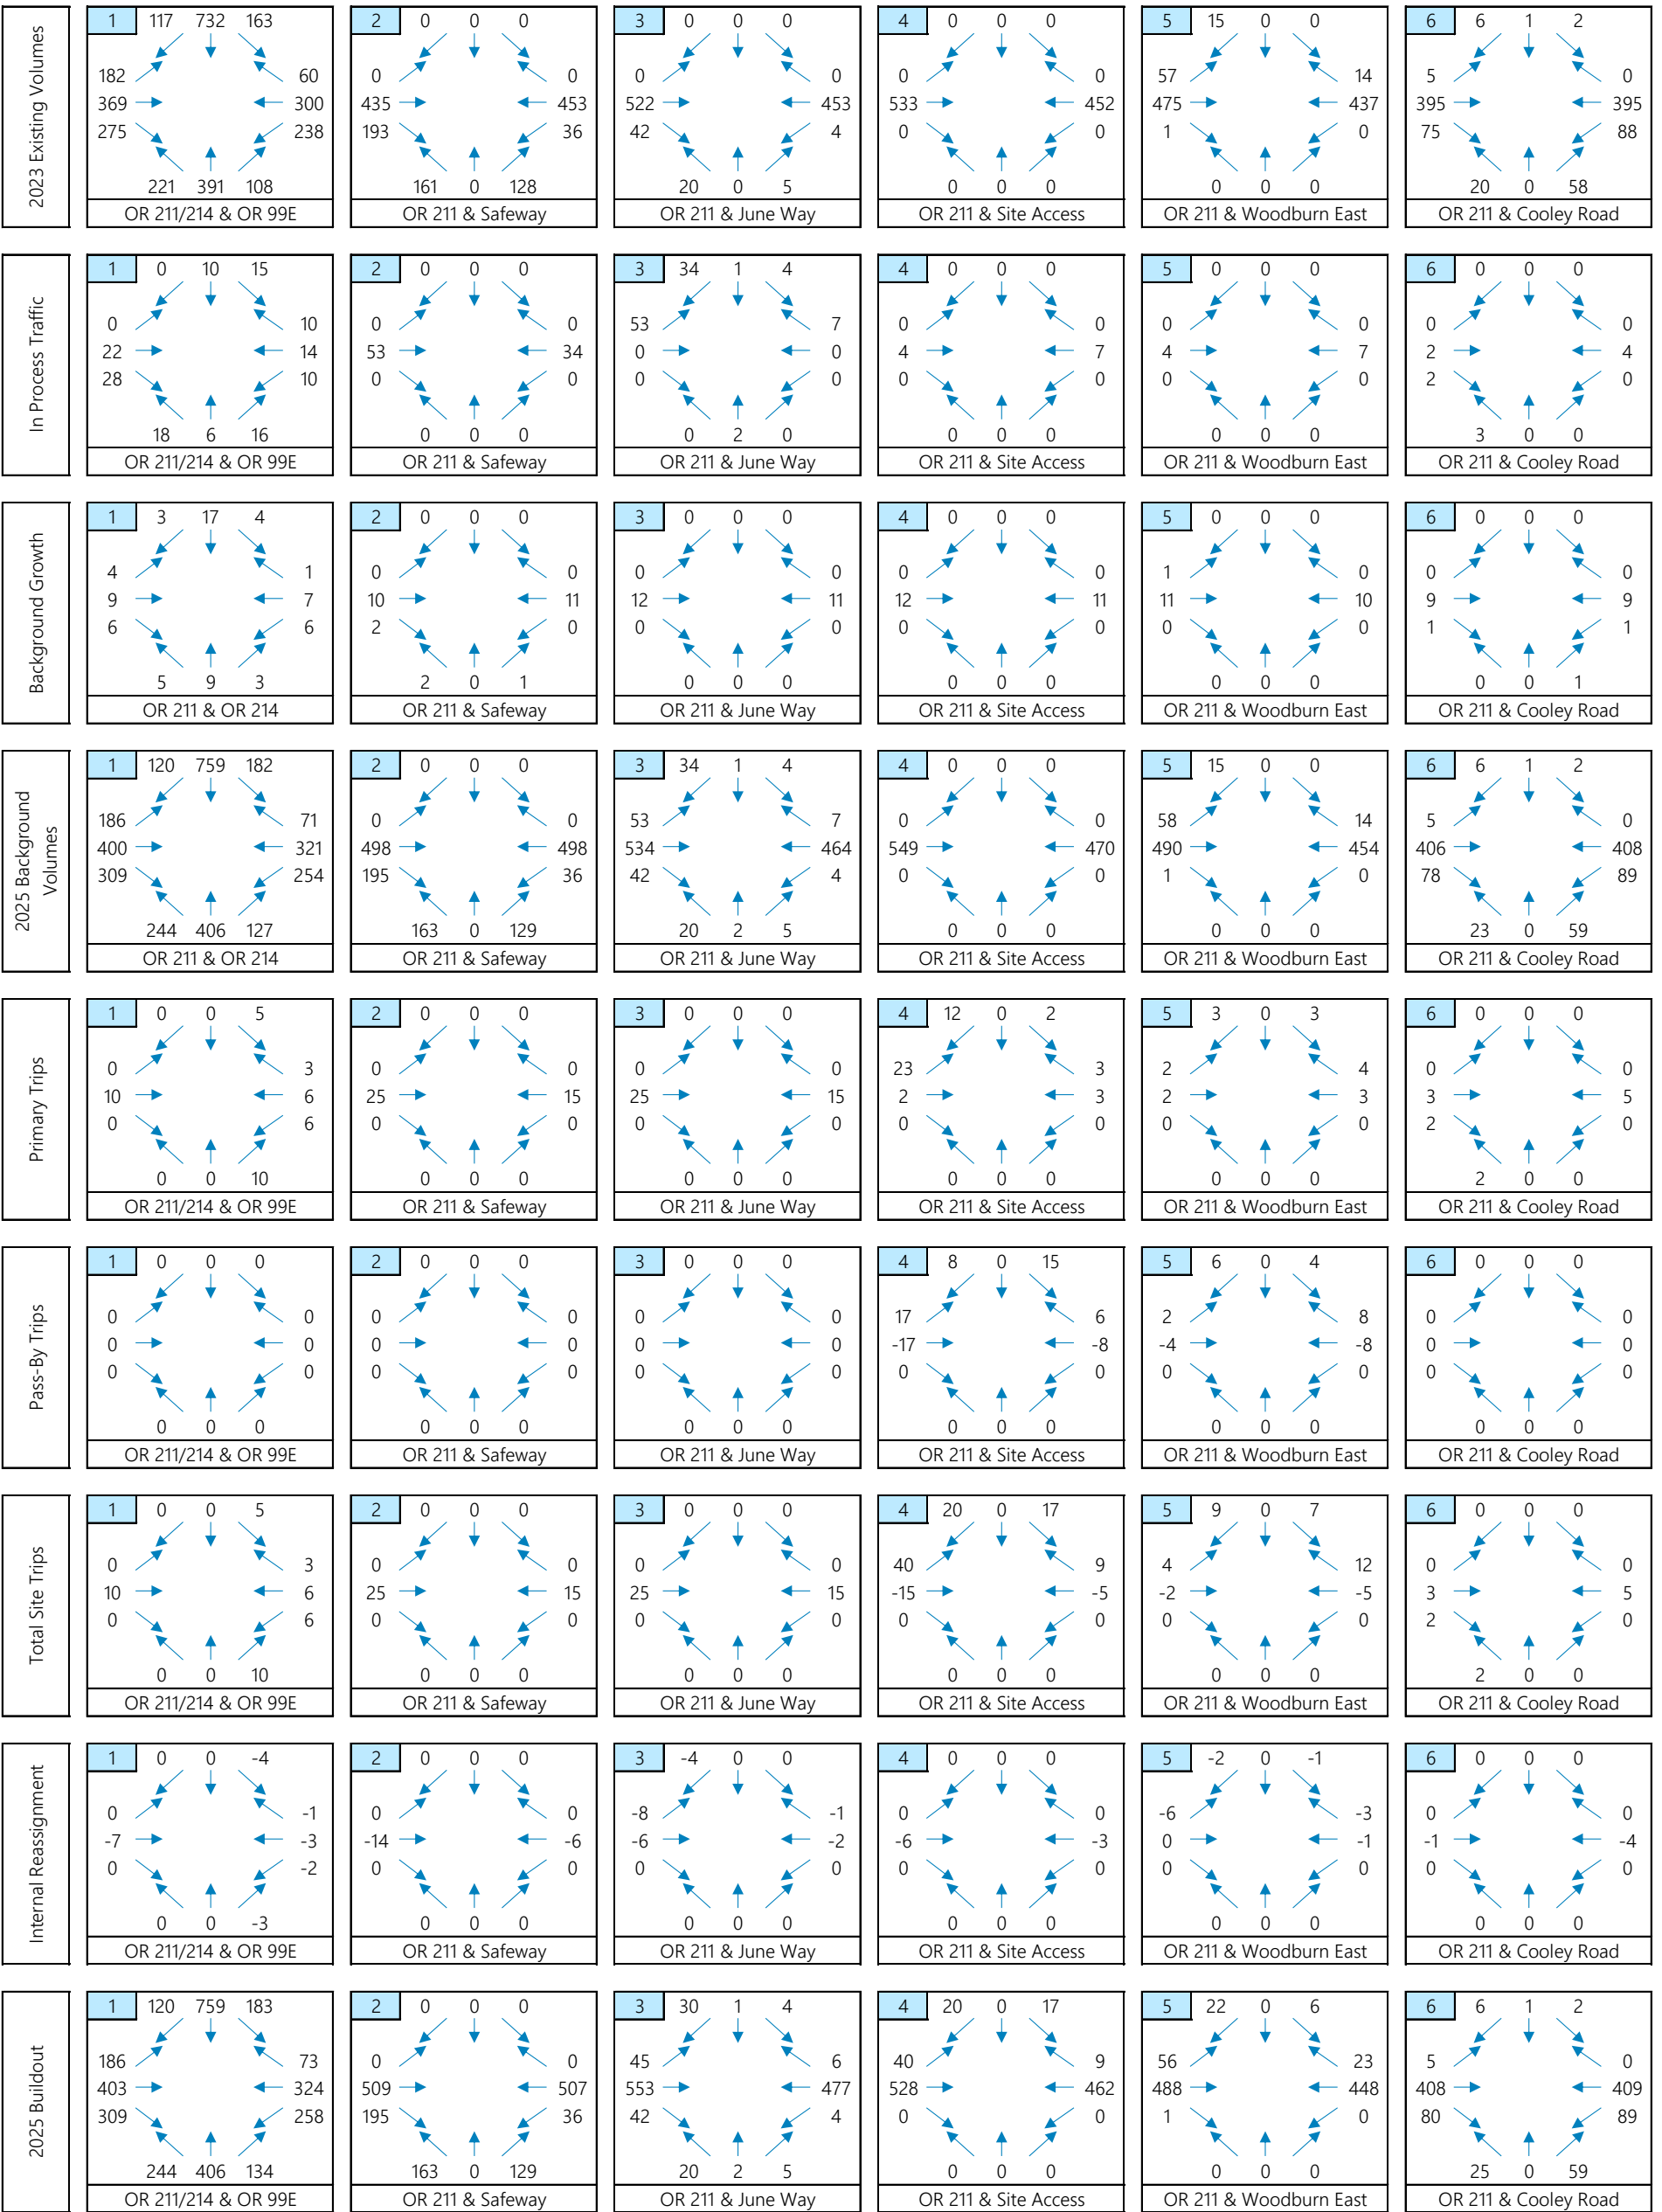 2023 Existing Volumes
1 117 732 163
182 60
369 300
275 238
221 391 108
OR 211/214 & OR 99E
2 0 0 0
0 0
435 453
193 36
161 0 128
OR 211 & Safeway
3 0 0 0
0 0
522 453
42 4
20 0 5
OR 211 & June Way
4 0 0 0
0 0
533 452
0 0
0 0 0
OR 211 & Site Access
5 15 0 0
57 14
475 437
1 0
0 0 0
OR 211 & Woodburn East
6 6 1 2
5 0
395 395
75 88
20 0 58
OR 211 & Cooley Road
In Process Traffic
1 0 10 15
0 10
22 14
28 10
18 6 16
OR 211/214 & OR 99E
2 0 0 0
0 0
53 34
0 0
0 0 0
OR 211 & Safeway
3 34 1 4
53 7
0 0
0 0
0 2 0
OR 211 & June Way
4 0 0 0
0 0
4 7
0 0
0 0 0
OR 211 & Site Access
5 0 0 0
0 0
4 7
0 0
0 0 0
OR 211 & Woodburn East
6 0 0 0
0 0
2 4
2 0
3 0 0
OR 211 & Cooley Road
Background Growth
1 3 17 4
4 1
9 7
6 6
5 9 3
OR 211 & OR 214
2 0 0 0
0 0
10 11
2 0
2 0 1
OR 211 & Safeway
3 0 0 0
0 0
12 11
0 0
0 0 0
OR 211 & June Way
4 0 0 0
0 0
12 11
0 0
0 0 0
OR 211 & Site Access
5 0 0 0
1 0
11 10
0 0
0 0 0
OR 211 & Woodburn East
6 0 0 0
0 0
9 9
1 1
0 0 1
OR 211 & Cooley Road
2025 Background
Volumes
1 120 759 182
186 71
400 321
309 254
244 406 127
OR 211 & OR 214
2 0 0 0
0 0
498 498
195 36
163 0 129
OR 211 & Safeway
3 34 1 4
53 7
534 464
42 4
20 2 5
OR 211 & June Way
4 0 0 0
0 0
549 470
0 0
0 0 0
OR 211 & Site Access
5 15 0 0
58 14
490 454
1 0
0 0 0
OR 211 & Woodburn East
6 6 1 2
5 0
406 408
78 89
23 0 59
OR 211 & Cooley Road
Primary Trips
1 0 0 5
0 3
10 6
0 6
0 0 10
OR 211/214 & OR 99E
2 0 0 0
0 0
25 15
0 0
0 0 0
OR 211 & Safeway
3 0 0 0
0 0
25 15
0 0
0 0 0
OR 211 & June Way
4 12 0 2
23 3
2 3
0 0
0 0 0
OR 211 & Site Access
5 3 0 3
2 4
2 3
0 0
0 0 0
OR 211 & Woodburn East
6 0 0 0
0 0
3 5
2 0
2 0 0
OR 211 & Cooley Road
Pass-By Trips
1 0 0 0
0 0
0 0
0 0
0 0 0
OR 211/214 & OR 99E
2 0 0 0
0 0
0 0
0 0
0 0 0
OR 211 & Safeway
3 0 0 0
0 0
0 0
0 0
0 0 0
OR 211 & June Way
4 8 0 15
17 6
-17 -8
0 0
0 0 0
OR 211 & Site Access
5 6 0 4
2 8
-4 -8
0 0
0 0 0
OR 211 & Woodburn East
6 0 0 0
0 0
0 0
0 0
0 0 0
OR 211 & Cooley Road
Total Site Trips
1 0 0 5
0 3
10 6
0 6
0 0 10
OR 211/214 & OR 99E
2 0 0 0
0 0
25 15
0 0
0 0 0
OR 211 & Safeway
3 0 0 0
0 0
25 15
0 0
0 0 0
OR 211 & June Way
4 20 0 17
40 9
-15 -5
0 0
0 0 0
OR 211 & Site Access
5 9 0 7
4 12
-2 -5
0 0
0 0 0
OR 211 & Woodburn East
6 0 0 0
0 0
3 5
2 0
2 0 0
OR 211 & Cooley Road
Internal Reassignment
1 0 0 -4
0 -1
-7 -3
0 -2
0 0 -3
OR 211/214 & OR 99E
2 0 0 0
0 0
-14 -6
0 0
0 0 0
OR 211 & Safeway
3 -4 0 0
-8 -1
-6 -2
0 0
0 0 0
OR 211 & June Way
4 0 0 0
0 0
-6 -3
0 0
0 0 0
OR 211 & Site Access
5 -2 0 -1
-6 -3
0 -1
0 0
0 0 0
OR 211 & Woodburn East
6 0 0 0
0 0
-1 -4
0 0
0 0 0
OR 211 & Cooley Road
2025 Buildout
1 120 759 183
186 73
403 324
309 258
244 406 134
OR 211/214 & OR 99E
2 0 0 0
0 0
509 507
195 36
163 0 129
OR 211 & Safeway
3 30 1 4
45 6
553 477
42 4
20 2 5
OR 211 & June Way
4 20 0 17
40 9
528 462
0 0
0 0 0
OR 211 & Site Access
5 22 0 6
56 23
488 448
1 0
0 0 0
OR 211 & Woodburn East
6 6 1 2
5 0
408 409
80 89
25 0 59
OR 211 & Cooley Road